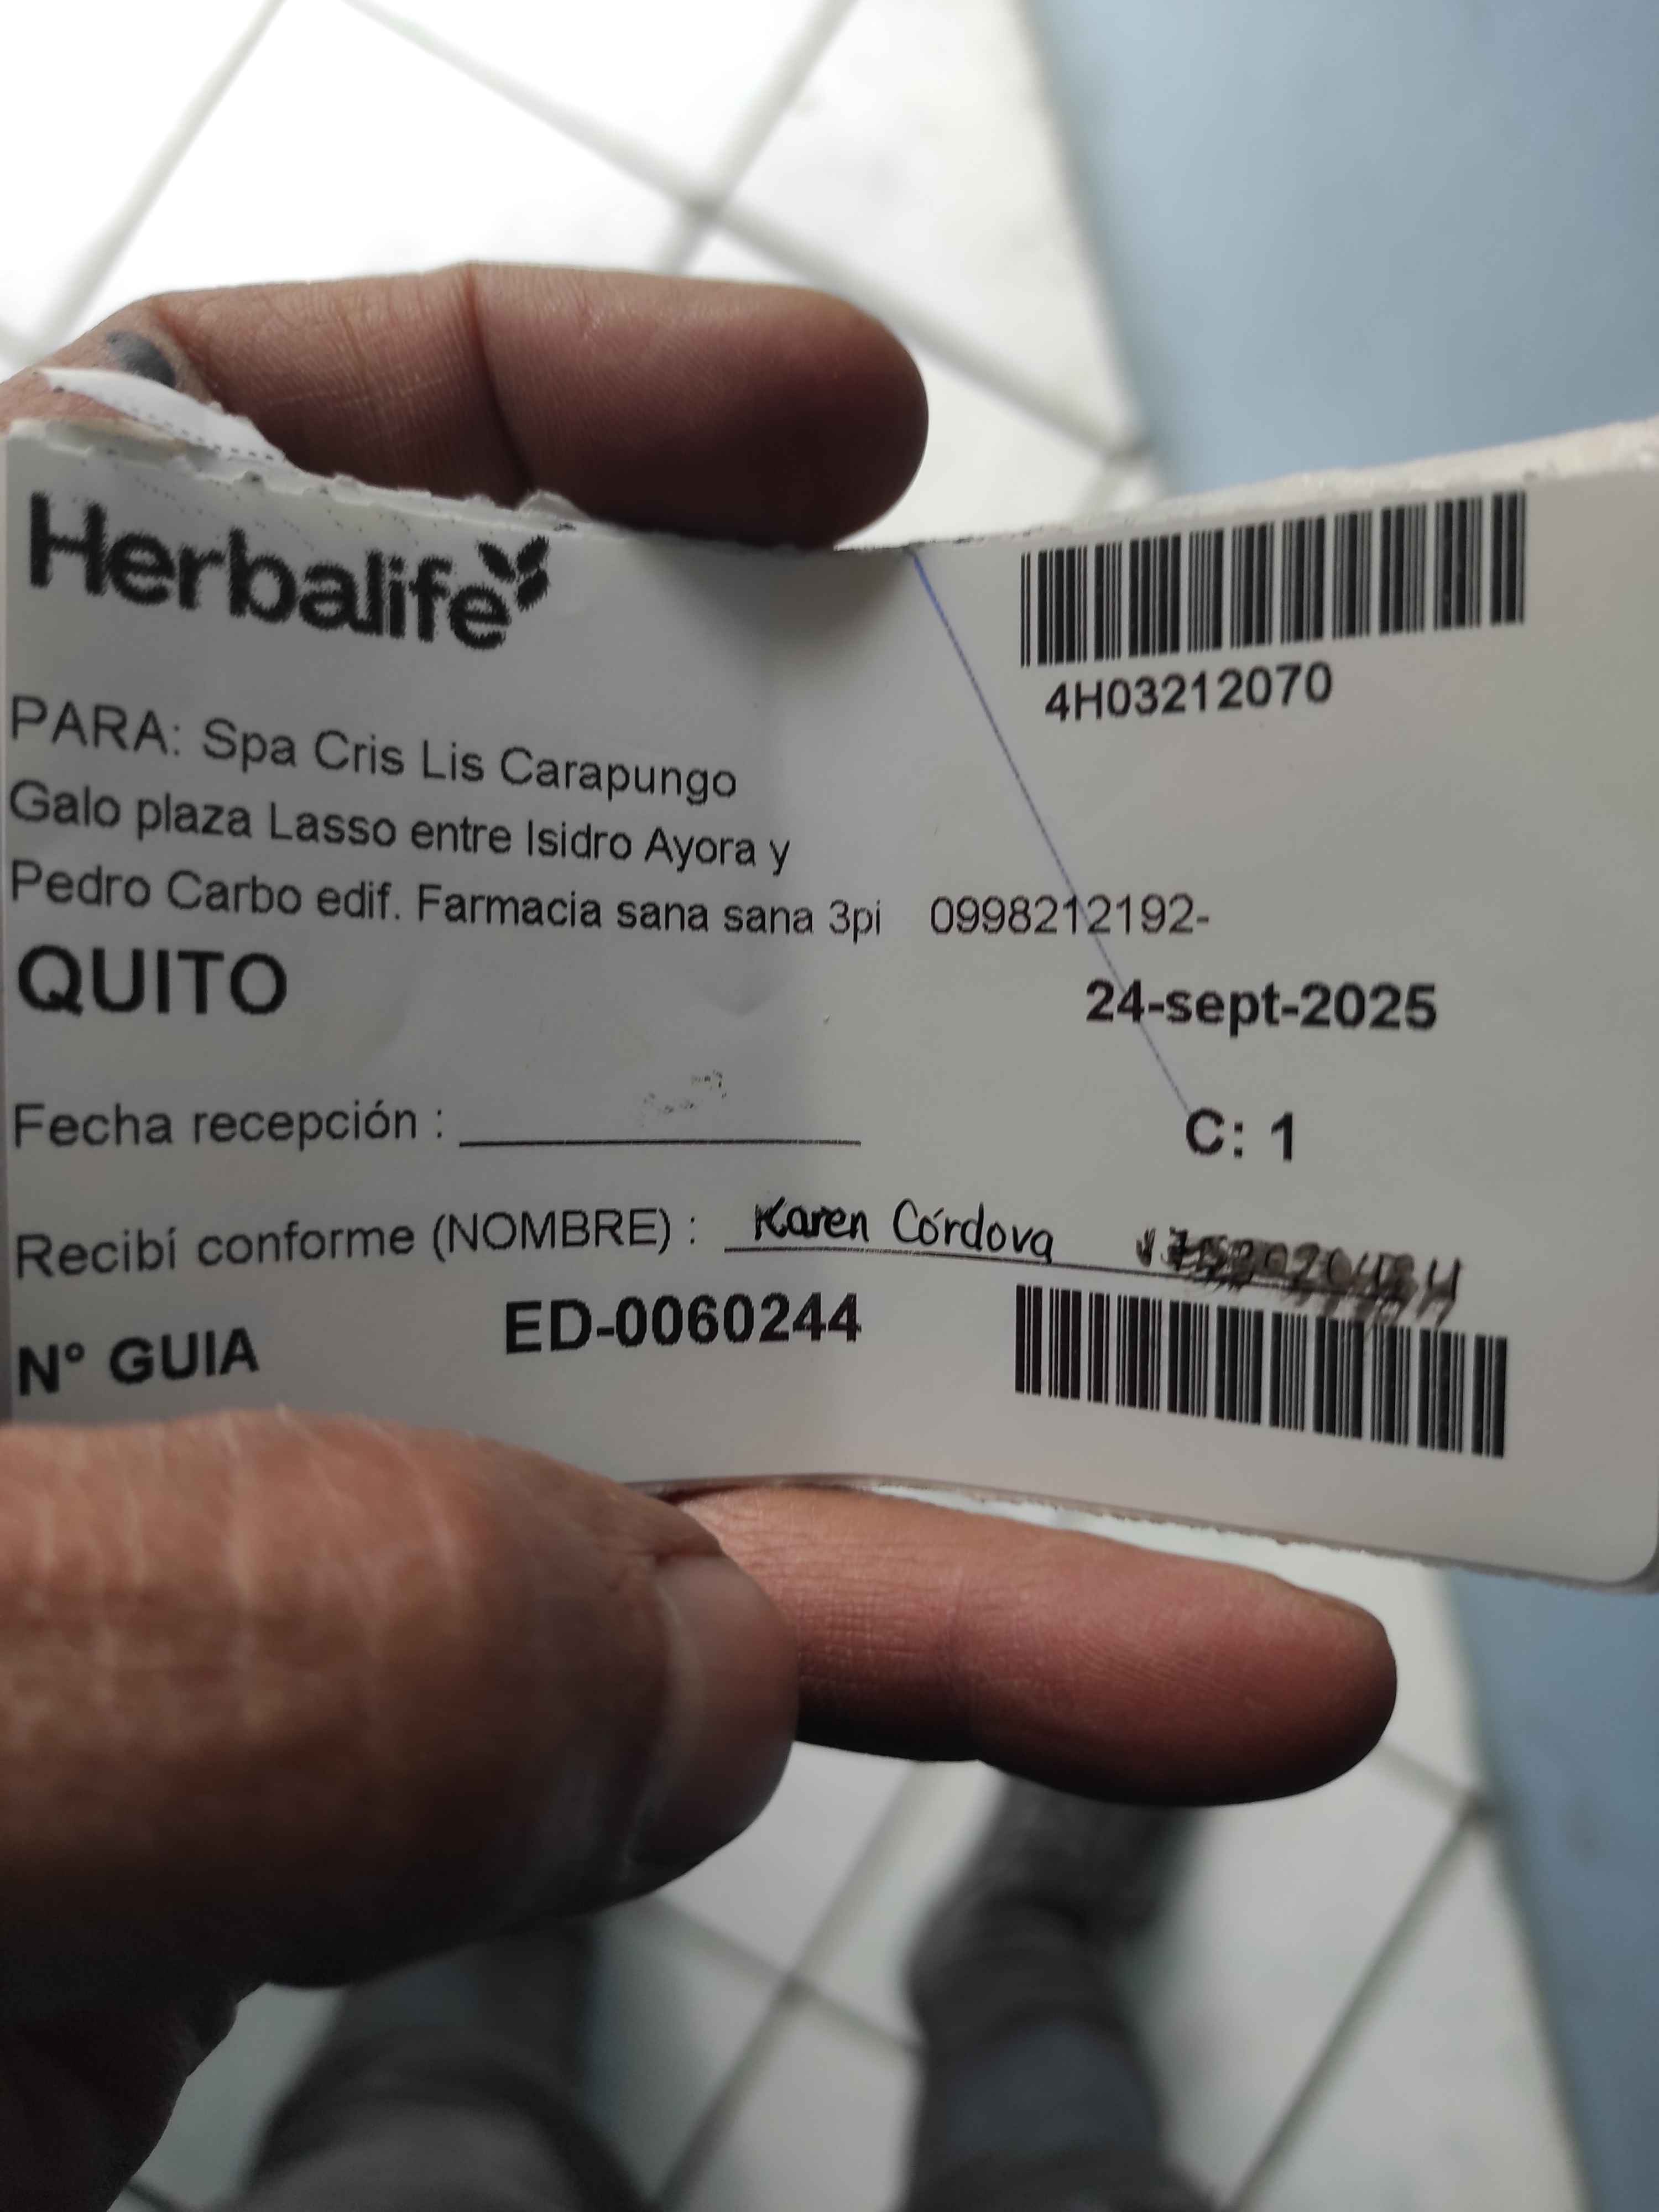 Herbalife
4H03212070
PARA: Spa Cris Lis Carapungo
Galo plaza Lasso entre Isidro Ayora y
Pedro Carbo edif. Farmacia sana sana 3pi 0998212192-
QUITO
24-sept-2025
Fecha recepción :
C: 1
Recibí conforme (NOMBRE) : Karen Córdova
Nº GUIA ED-0060244